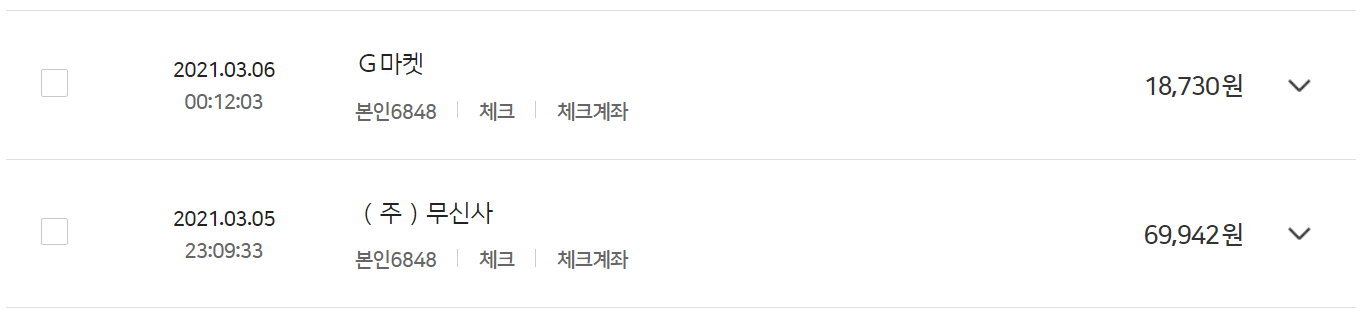 2021.03.06
00:12:03
G마켓
본인6848 | 체크 | 체크계좌
18,730원
2021.03.05
23:09:33
( 주 ) 무신사
본인6848 | 체크 | 체크계좌
69,942원